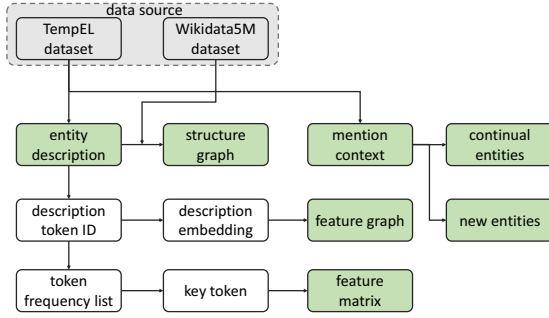 data source
TempEL
dataset
Wikidata5M
dataset
entity
description
structure
graph
mention
context
continual
entities
description
token ID
description
embedding
feature graph
new entities
token
frequency list
key token
feature
matrix